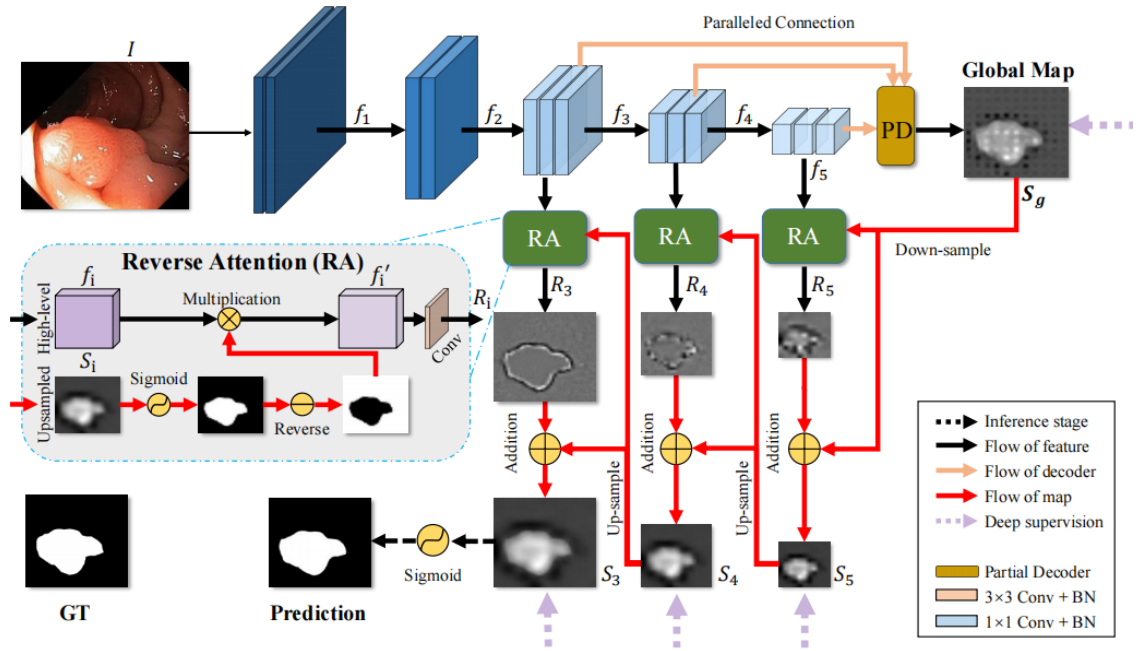 Paralleled Connection
I
Global Map
f1
f2
f3
f4
PD
f5
Sg
RA
RA
RA
Down-sample
Reverse Attention (RA)
High-level
fi
Multiplication
fi′
Ri
Conv
R3
R4
R5
Upsampled
Si
Sigmoid
Reverse
Addition
Addition
Addition
Up-sample
Up-sample
Inference stage
Flow of feature
Flow of decoder
Flow of map
Deep supervision
Partial Decoder
3×3 Conv + BN
1×1 Conv + BN
Sigmoid
S3
S4
S5
GT
Prediction